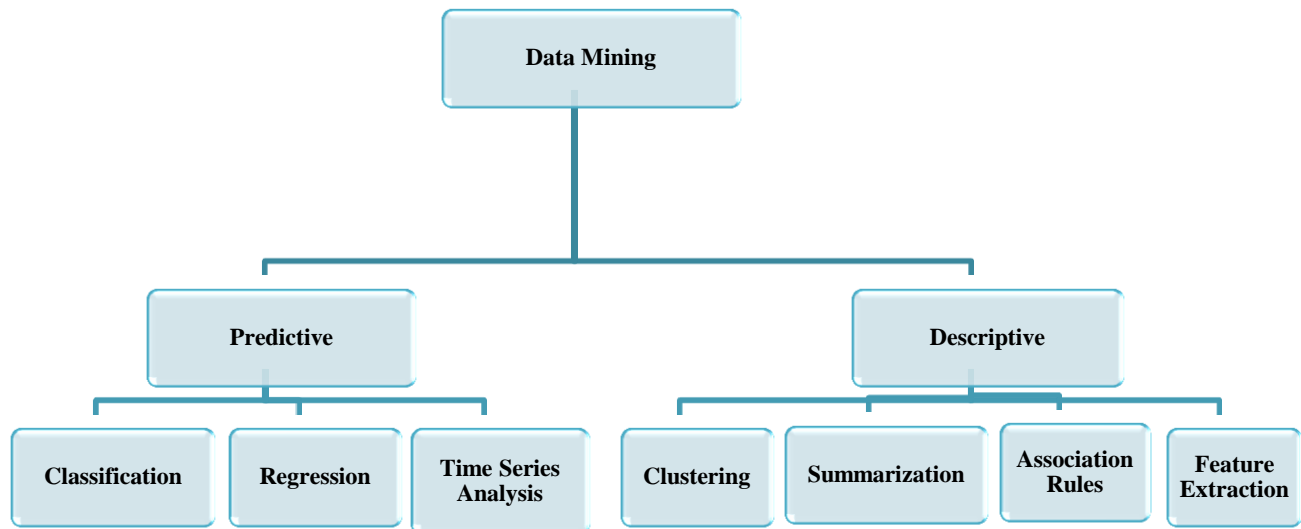 Data Mining
Predictive
Descriptive
Classification
Regression
Time Series
Analysis
Clustering
Summarization
Association
Rules
Feature
Extraction